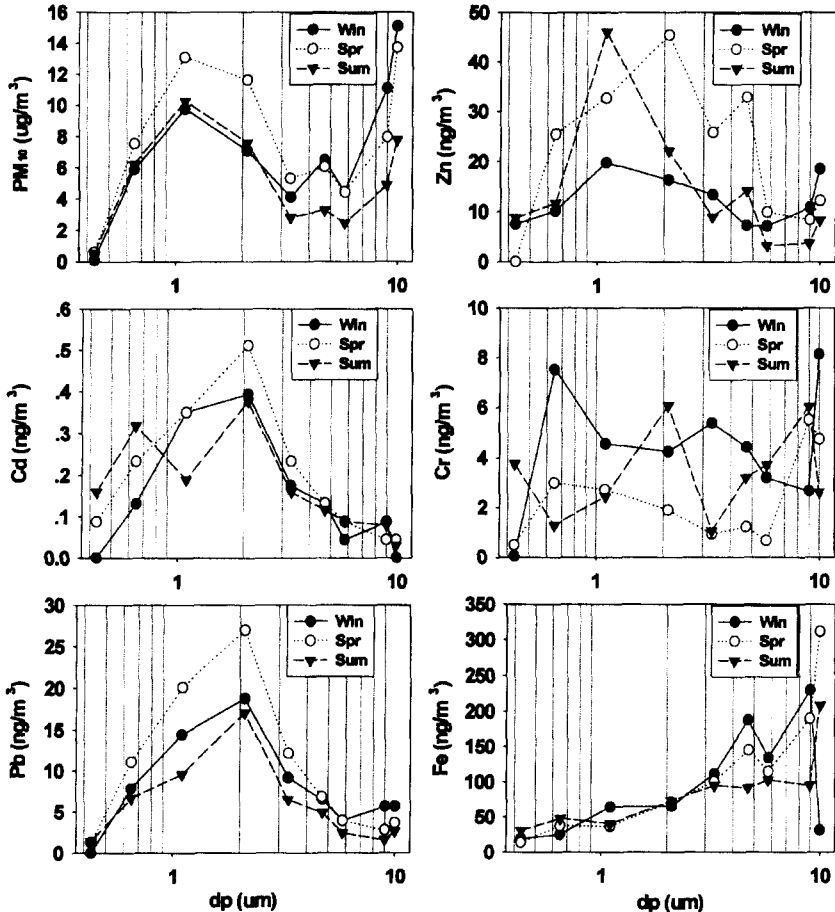 PM₁₀ (ug/m³)
16
14
12
10
8
6
4
2
0
1
10
Win
Spr
Sum
Zn (ng/m³)
50
40
30
20
10
0
1
10
Win
Spr
Sum
Cd (ng/m³)
.6
.5
.4
.3
.2
.1
0.0
1
10
Win
Spr
Sum
Cr (ng/m³)
10
8
6
4
2
0
1
10
Win
Spr
Sum
Pb (ng/m³)
30
25
20
15
10
5
0
1
10
dp (um)
Win
Spr
Sum
Fe (ng/m³)
350
300
250
200
150
100
50
0
1
10
dp (um)
Win
Spr
Sum